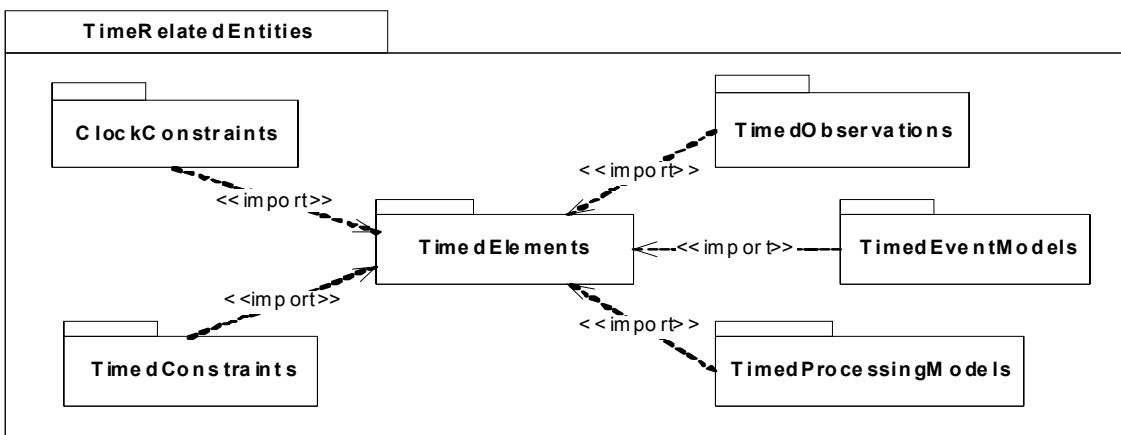 TimeRelatedEntities
ClockConstraints
TimedObservations
<<import>>
<<import>>
TimedElements
<<import>>
TimedEventModels
<<import>>
<<import>>
TimedConstraints
TimedProcessingModels